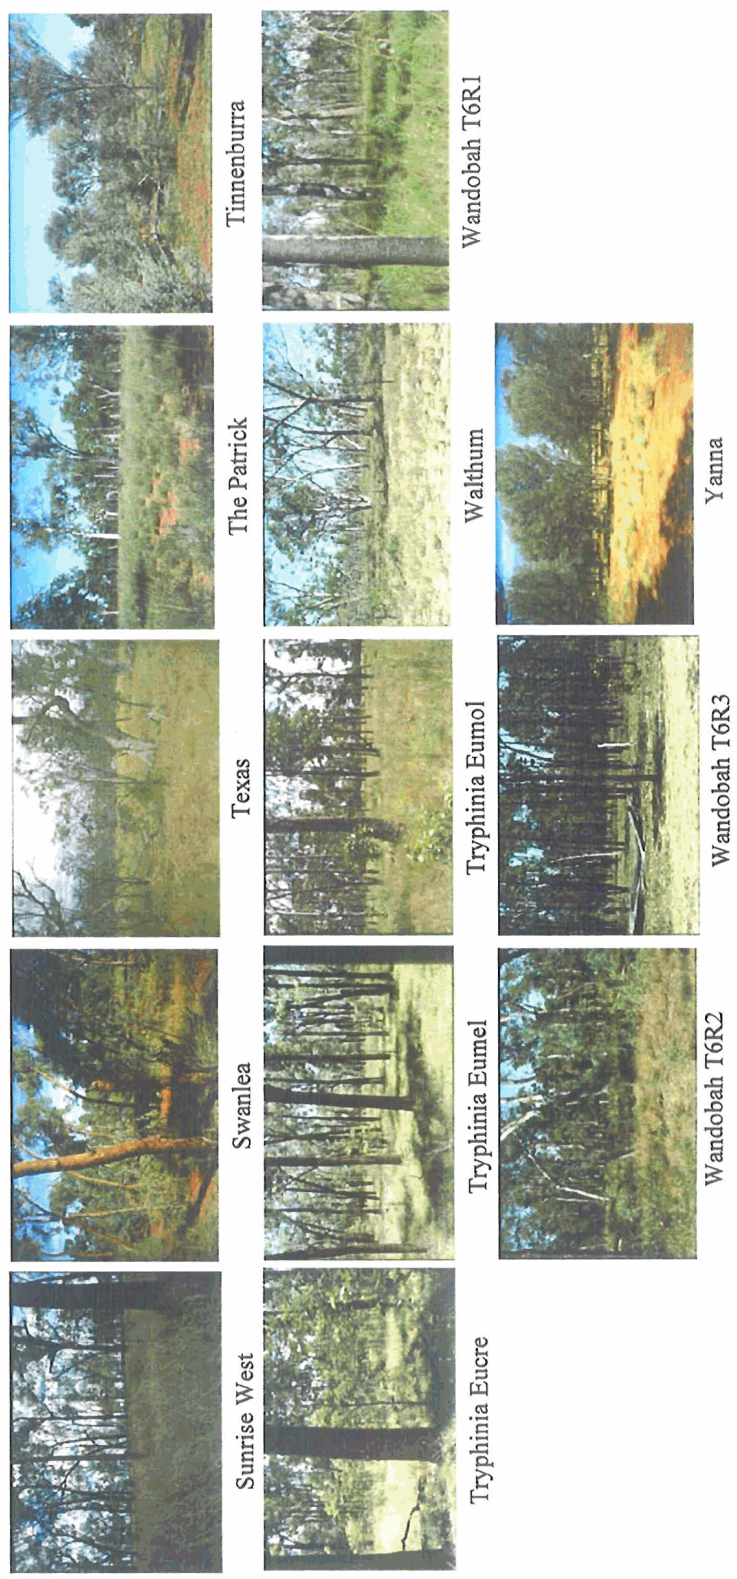 Sunrise West
Swanlea
Texas
The Patrick
Tinnenburra
Tryphinia Eucre
Tryphinia Eumel
Tryphinia Eumol
Walthum
Wandobah T6R1
Wandobah T6R2
Wandobah T6R3
Yanna